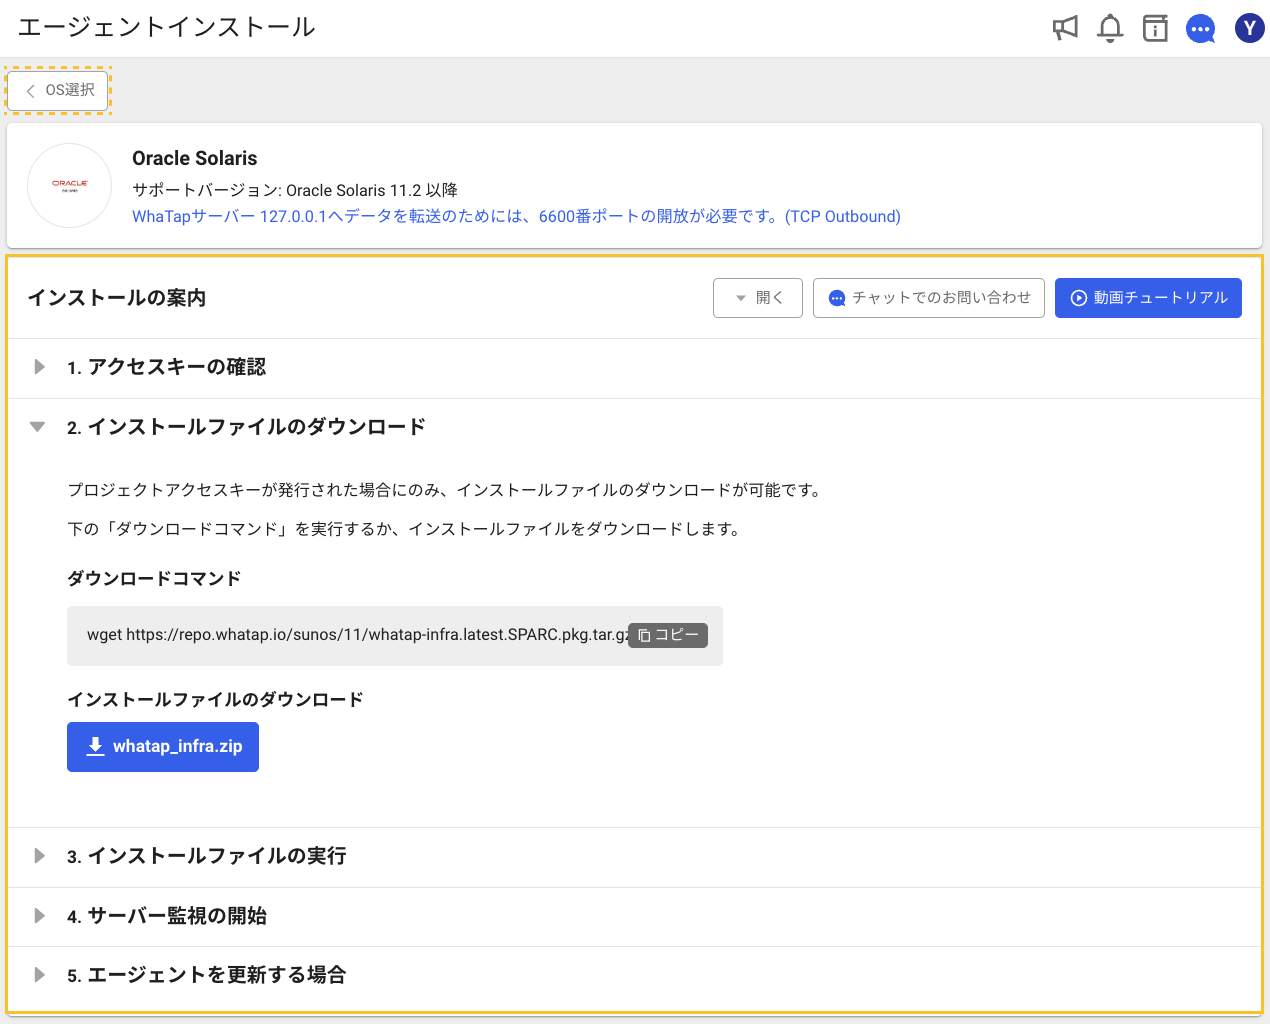 エージェントインストール
Y
OS選択
ORACLE
Oracle Solaris
サポートバージョン: Oracle Solaris 11.2 以降
WhaTapサーバー 127.0.0.1へデータを転送のためには、6600番ポートの開放が必要です。(TCP Outbound)
インストールの案内
開く
チャットでのお問い合わせ
動画チュートリアル
1. アクセスキーの確認
2. インストールファイルのダウンロード
プロジェクトアクセスキーが発行された場合にのみ、インストールファイルのダウンロードが可能です。
下の「ダウンロードコマンド」を実行するか、インストールファイルをダウンロードします。
ダウンロードコマンド
wget https://repo.whatap.io/sunos/11/whatap-infra.latest.SPARC.pkg.tar.gz
コピー
インストールファイルのダウンロード
whatap_infra.zip
3. インストールファイルの実行
4. サーバー監視の開始
5. エージェントを更新する場合